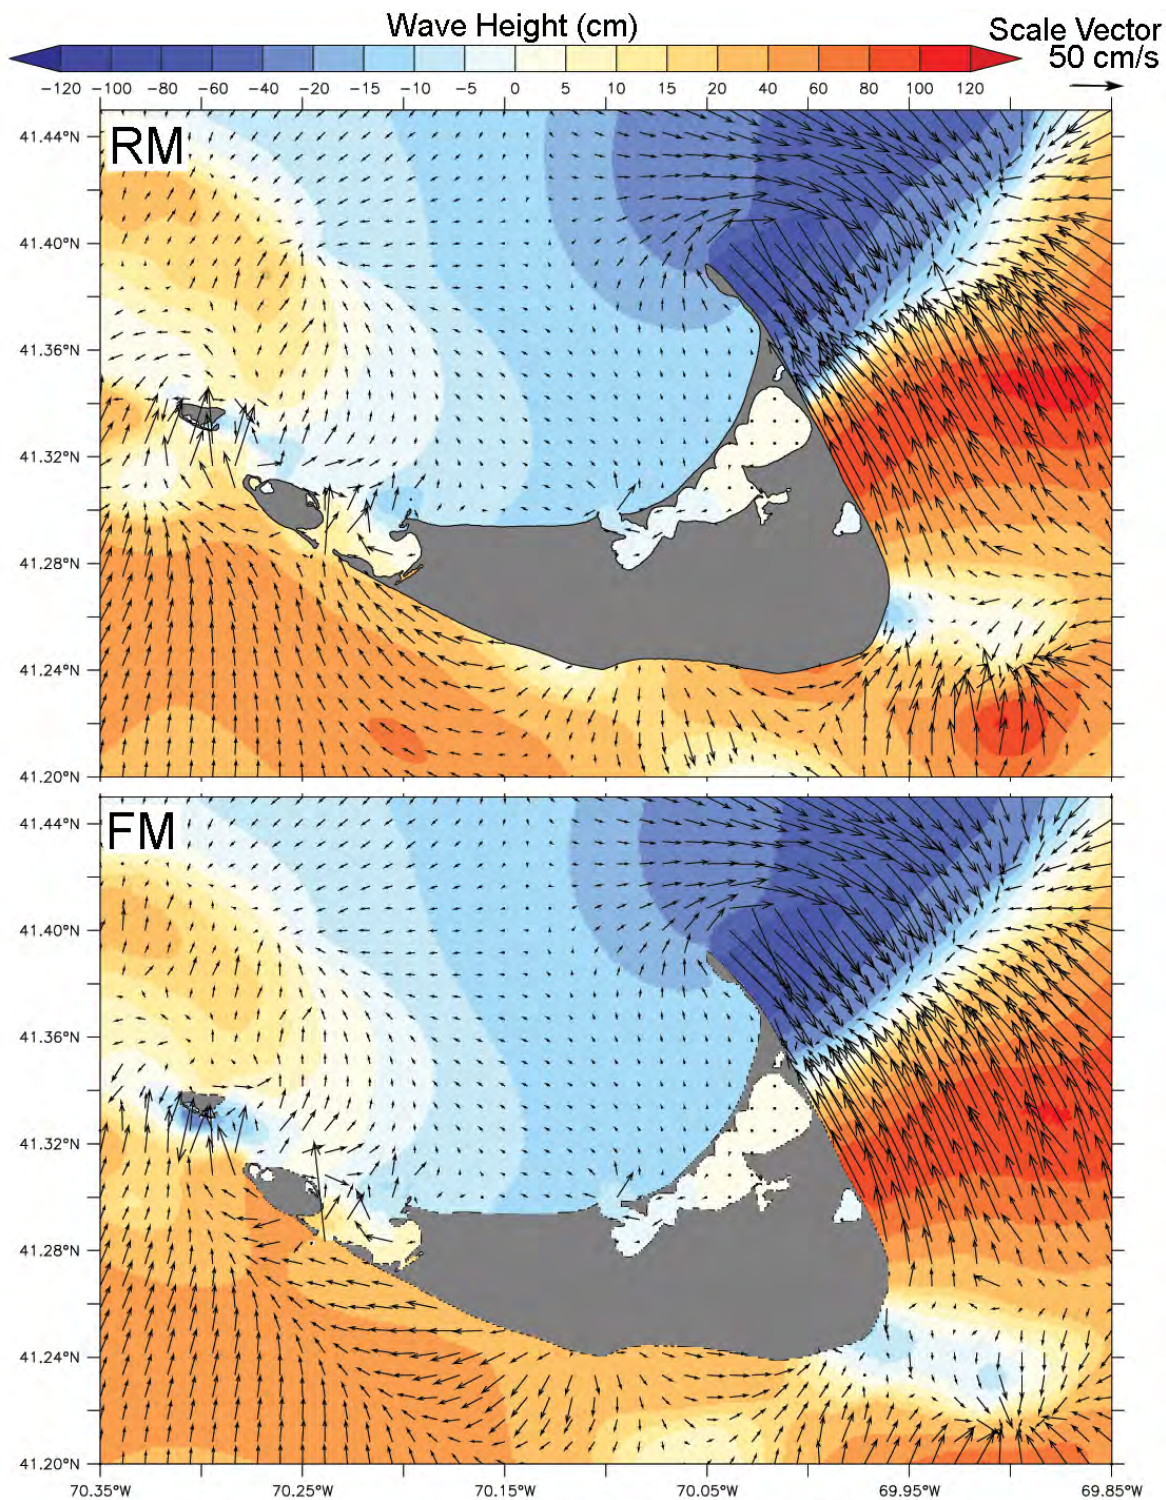 Wave Height (cm)
Scale Vector
50 cm/s
−120 −100 −80 −60 −40 −20 −15 −10 −5 0 5 10 15 20 40 60 80 100 120
RM
41.44°N
41.40°N
41.36°N
41.32°N
41.28°N
41.24°N
41.20°N
FM
41.44°N
41.40°N
41.36°N
41.32°N
41.28°N
41.24°N
41.20°N
70.35°W 70.25°W 70.15°W 70.05°W 69.95°W 69.85°W